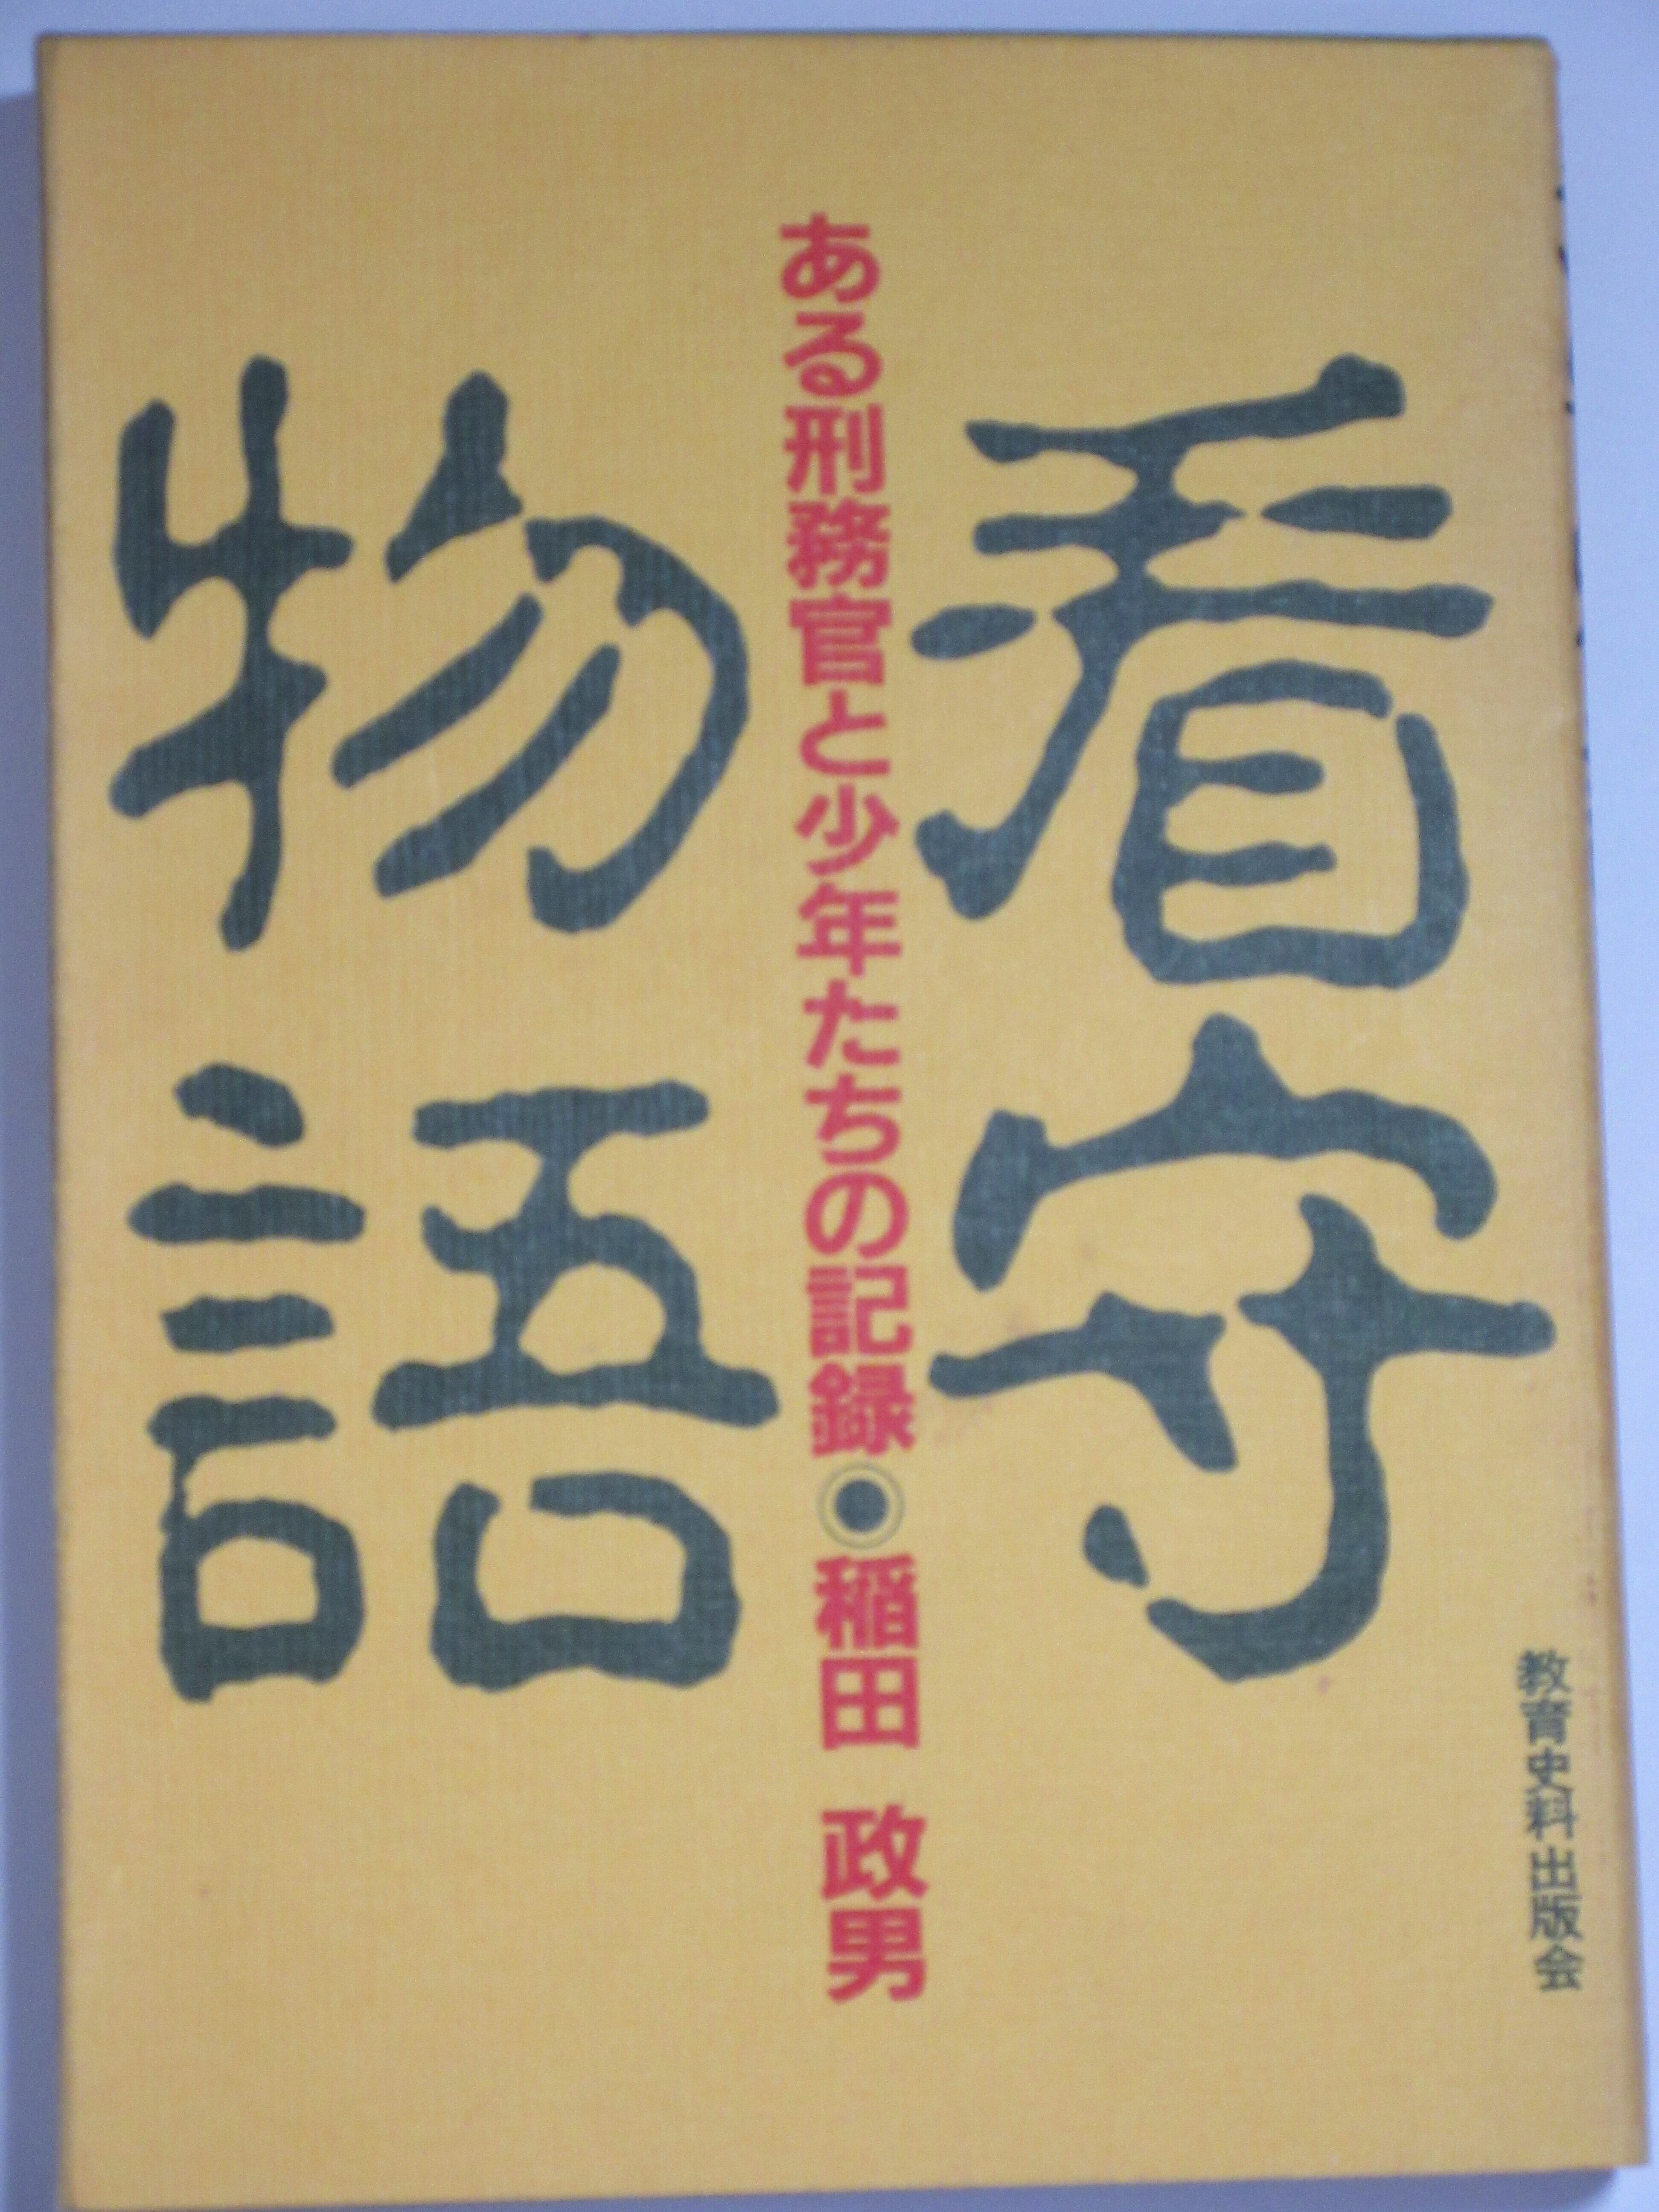 看守
物語
ある刑務官と少年たちの記録◉稲田 政男
教育史料出版会